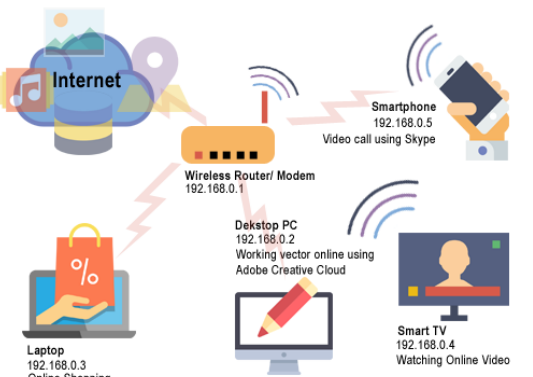 Internet
Smartphone
192.168.0.5
Video call using Skype
Wireless Router/ Modem
192.168.0.1
Dekstop PC
192.168.0.2
Working vector online using
Adobe Creative Cloud
Smart TV
192.168.0.4
Watching Online Video
Laptop
192.168.0.3
Online Shopping
%